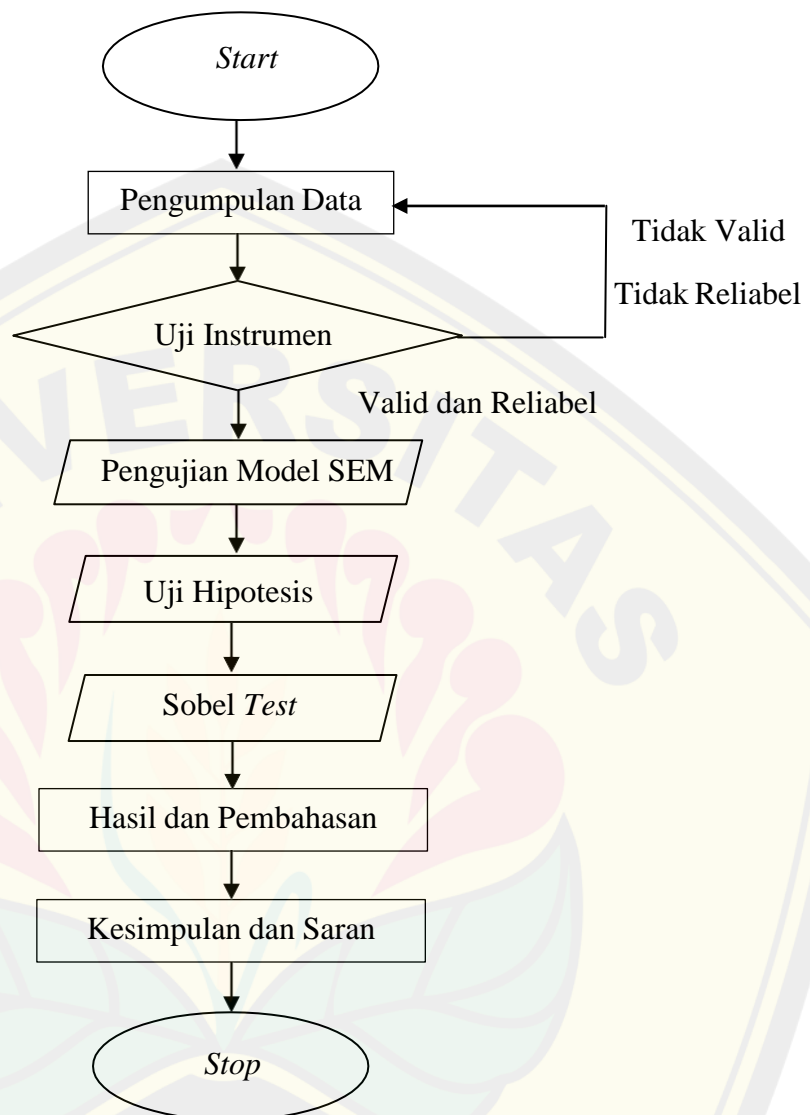 Start
Pengumpulan Data
Tidak Valid
Tidak Reliabel
Uji Instrumen
Valid dan Reliabel
Pengujian Model SEM
Uji Hipotesis
Sobel Test
Hasil dan Pembahasan
Kesimpulan dan Saran
Stop
VERSITAS